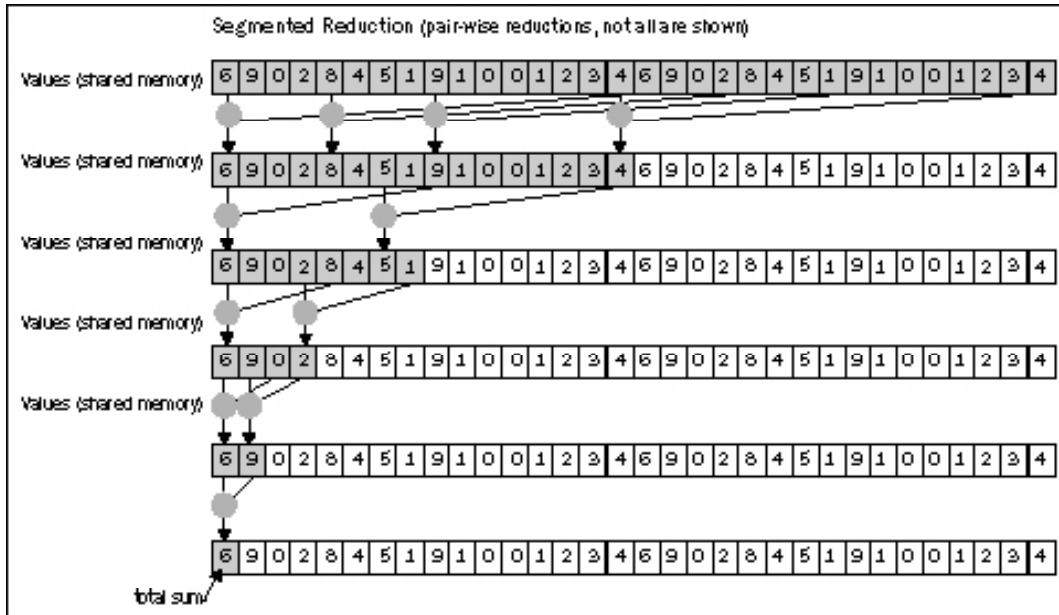 Segmented Reduction (pair-wise reductions, not all are shown)
Values (shared memory) 6 9 0 2 8 4 5 1 9 1 0 0 1 2 3 4 6 9 0 2 8 4 5 1 9 1 0 0 1 2 3 4
Values (shared memory) 6 9 0 2 8 4 5 1 9 1 0 0 1 2 3 4 6 9 0 2 8 4 5 1 9 1 0 0 1 2 3 4
Values (shared memory)
6 9 0 2 8 4 5 1 9 1 0 0 1 2 3 4 6 9 0 2 8 4 5 1 9 1 0 0 1 2 3 4
Values (shared memory)
6 9 0 2 8 4 5 1 9 1 0 0 1 2 3 4 6 9 0 2 8 4 5 1 9 1 0 0 1 2 3 4
Values (shared memory)
6 9 0 2 8 4 5 1 9 1 0 0 1 2 3 4 6 9 0 2 8 4 5 1 9 1 0 0 1 2 3 4
6 9 0 2 8 4 5 1 9 1 0 0 1 2 3 4 6 9 0 2 8 4 5 1 9 1 0 0 1 2 3 4
total sum